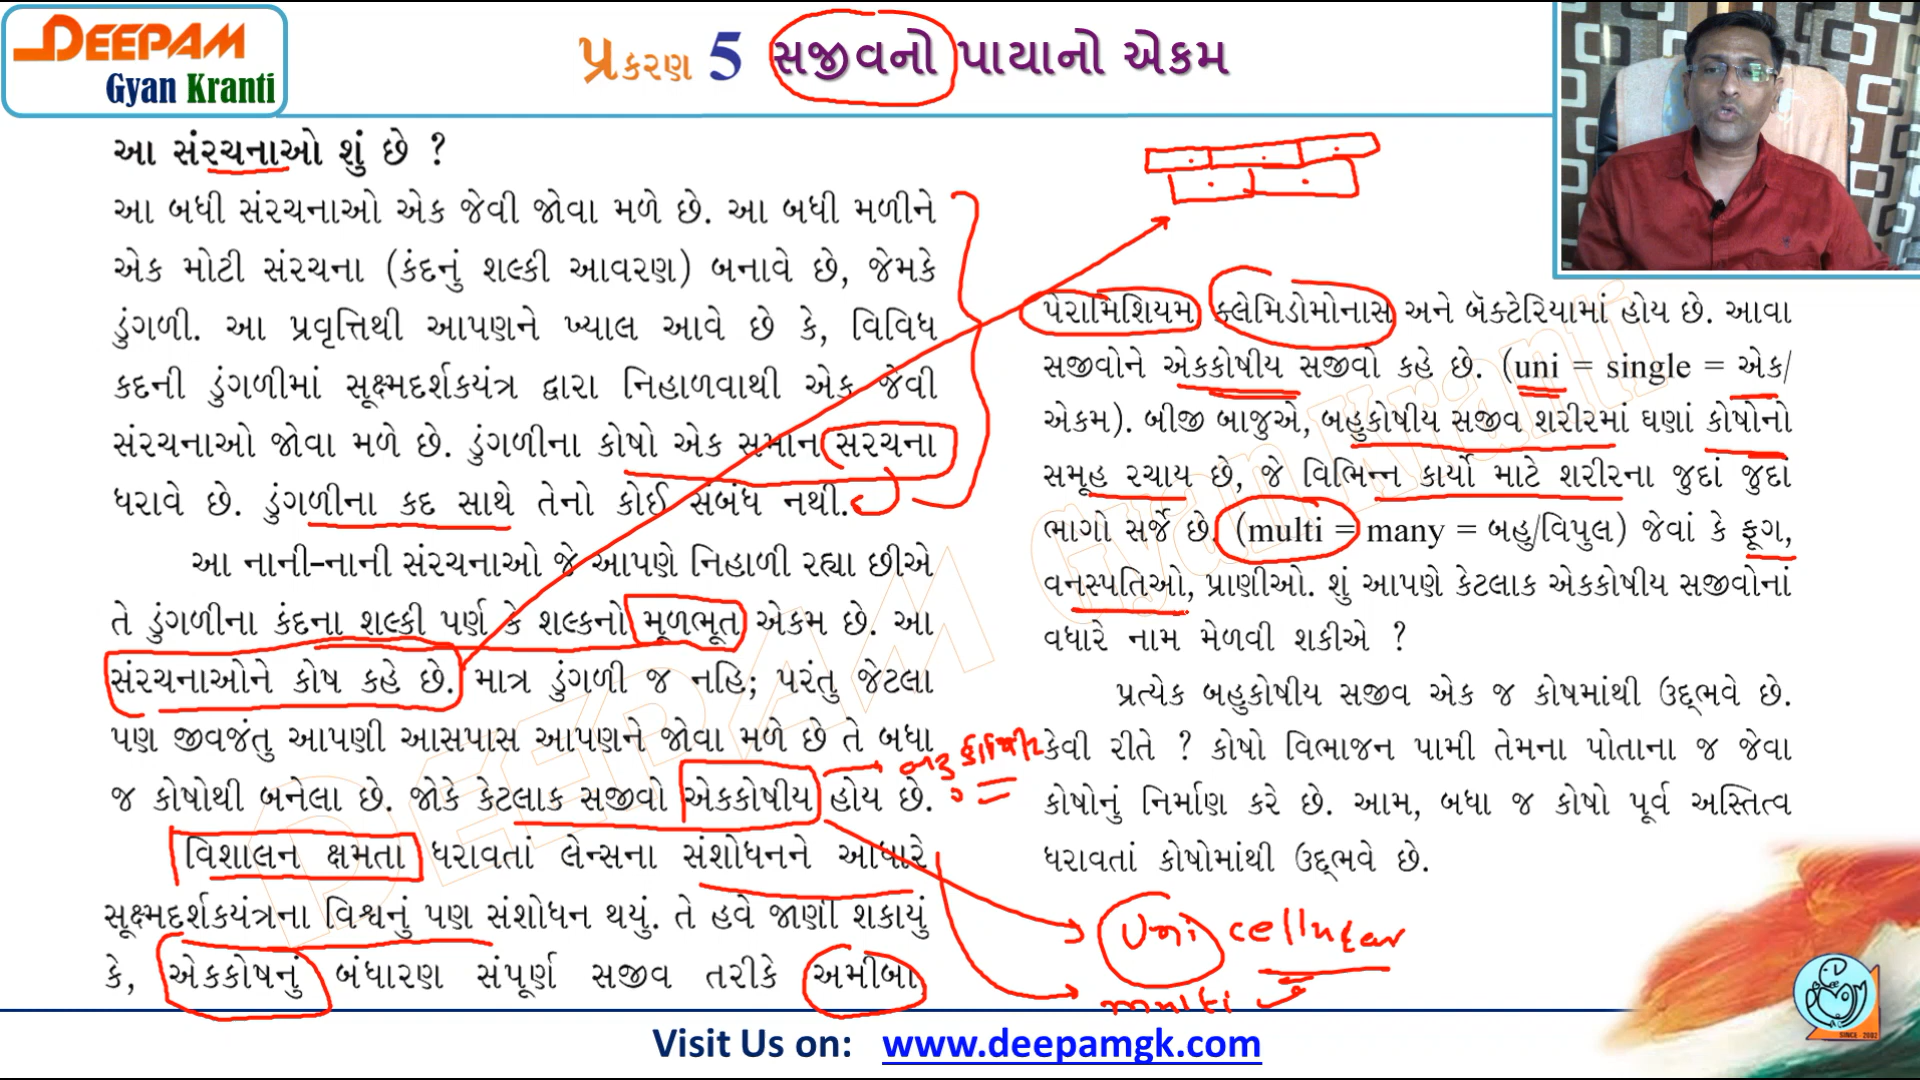 DEEPAM
Gyan Kranti
પ્રકરણ 5 સજીવનો પાયાનો એકમ
આ સંરચનાઓ શું છે ?
આ બધી સંરચનાઓ એક જેવી જોવા મળે છે. આ બધી મળીને
એક મોટી સંરચના (કંદનું શલ્કી આવરણ) બનાવે છે, જેમકે
ડુંગળી. આ પ્રવૃત્તિથી આપણને ખ્યાલ આવે છે કે, વિવિધ
કદની ડુંગળીમાં સૂક્ષ્મદર્શકયંત્ર દ્વારા નિહાળવાથી એક જેવી
સંરચનાઓ જોવા મળે છે. ડુંગળીના કોષો એક સમાન સરચના
ધરાવે છે. ડુંગળીના કદ સાથે તેનો કોઈ સંબંધ નથી.
આ નાની-નાની સંરચનાઓ જે આપણે નિહાળી રહ્યા છીએ
તે ડુંગળીના કંદના શલ્કી પર્ણ કે શલ્કનો મૂળભૂત એકમ છે. આ
સંરચનાઓને કોષ કહે છે. માત્ર ડુંગળી જ નહિ; પરંતુ જેટલા
પણ જીવજંતુ આપણી આસપાસ આપણને જોવા મળે છે તે બધા
જ કોષોથી બનેલા છે. જોકે કેટલાક સજીવો એકકોષીય હોય છે.
વિશાલન ક્ષમતા ધરાવતાં લેન્સના સંશોધનને આધારે
સૂક્ષ્મદર્શકયંત્રના વિશ્વનું પણ સંશોધન થયું. તે હવે જાણી શકાયું
કે, એકકોષનું બંધારણ સંપૂર્ણ સજીવ તરીકે અમીબા
પેરામિશિયમ ક્લેમિડોમોનાસ અને બૅક્ટેરિયામાં હોય છે. આવા
સજીવોને એકકોષીય સજીવો કહે છે. (uni = single = એક/
એકમ). બીજી બાજુએ, બહુકોષીય સજીવ શરીરમાં ઘણાં કોષોનો
સમૂહ રચાય છે, જે વિભિન્ન કાર્યો માટે શરીરના જુદાં જુદાં
ભાગો સર્જે છે. (multi = many = બહુ/વિપુલ) જેવાં કે ફૂગ,
વનસ્પતિઓ, પ્રાણીઓ. શું આપણે કેટલાક એકકોષીય સજીવોનાં
વધારે નામ મેળવી શકીએ ?
પ્રત્યેક બહુકોષીય સજીવ એક જ કોષમાંથી ઉદ્ભવે છે.
કેવી રીતે ? કોષો વિભાજન પામી તેમના પોતાના જ જેવા
કોષોનું નિર્માણ કરે છે. આમ, બધા જ કોષો પૂર્વ અસ્તિત્વ
ધરાવતાં કોષોમાંથી ઉદ્ભવે છે.
Uni cellular
multi
DEEPAM Gyan Kranti
SINCE 2002
Visit Us on: www.deepamgk.com